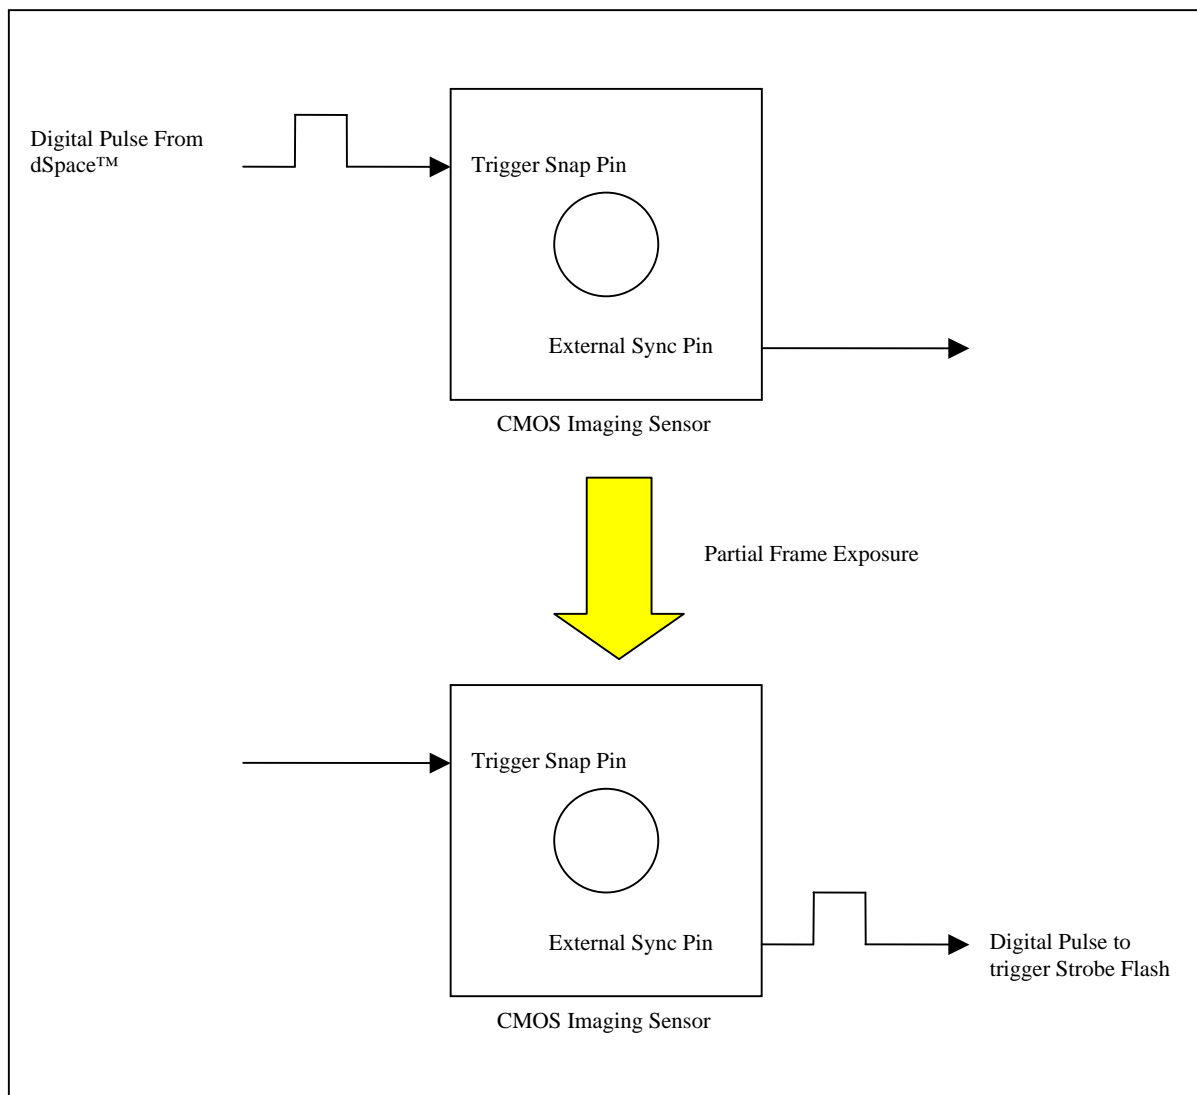 Digital Pulse From
dSpace™
Trigger Snap Pin
External Sync Pin
CMOS Imaging Sensor
Partial Frame Exposure
Trigger Snap Pin
External Sync Pin
Digital Pulse to
trigger Strobe Flash
CMOS Imaging Sensor